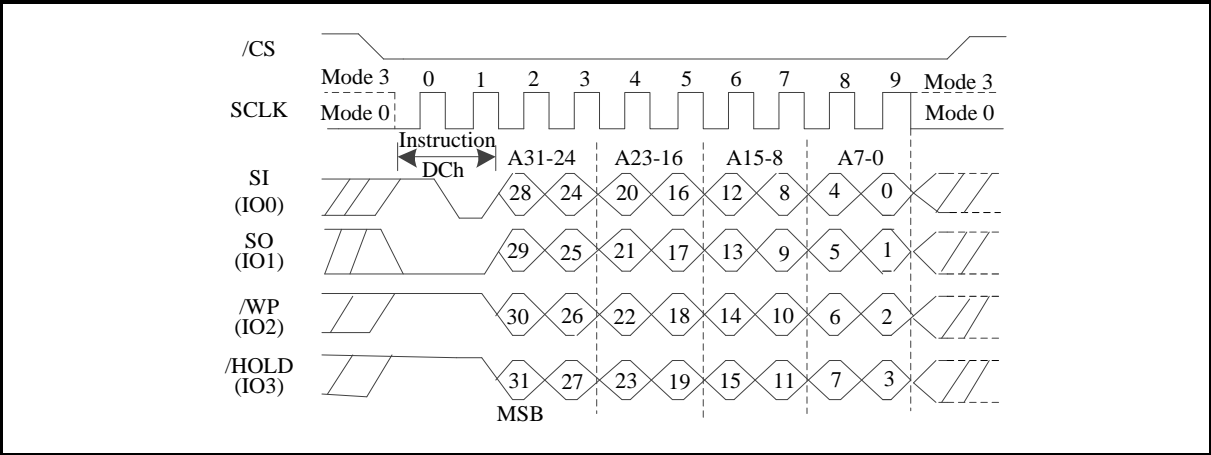 /CS
Mode 3 0 1 2 3 4 5 6 7 8 9 Mode 3
SCLK Mode 0 Mode 0
Instruction
DCh A31-24 A23-16 A15-8 A7-0
SI
(IO0) 28 24 20 16 12 8 4 0
SO
(IO1) 29 25 21 17 13 9 5 1
/WP
(IO2) 30 26 22 18 14 10 6 2
/HOLD
(IO3) 31 27 23 19 15 11 7 3
MSB